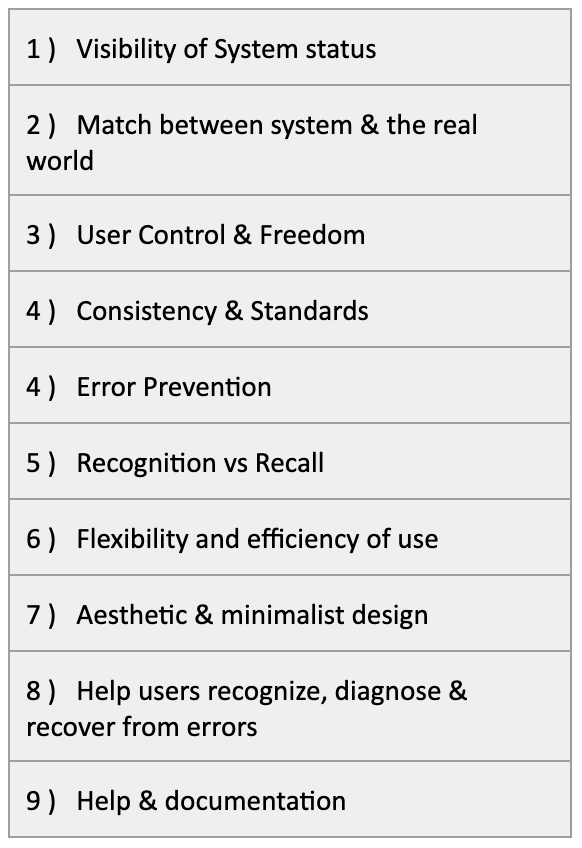 1 ) Visibility of System status
2 ) Match between system & the real
world
3 ) User Control & Freedom
4 ) Consistency & Standards
4 ) Error Prevention
5 ) Recognition vs Recall
6 ) Flexibility and efficiency of use
7 ) Aesthetic & minimalist design
8 ) Help users recognize, diagnose &
recover from errors
9 ) Help & documentation